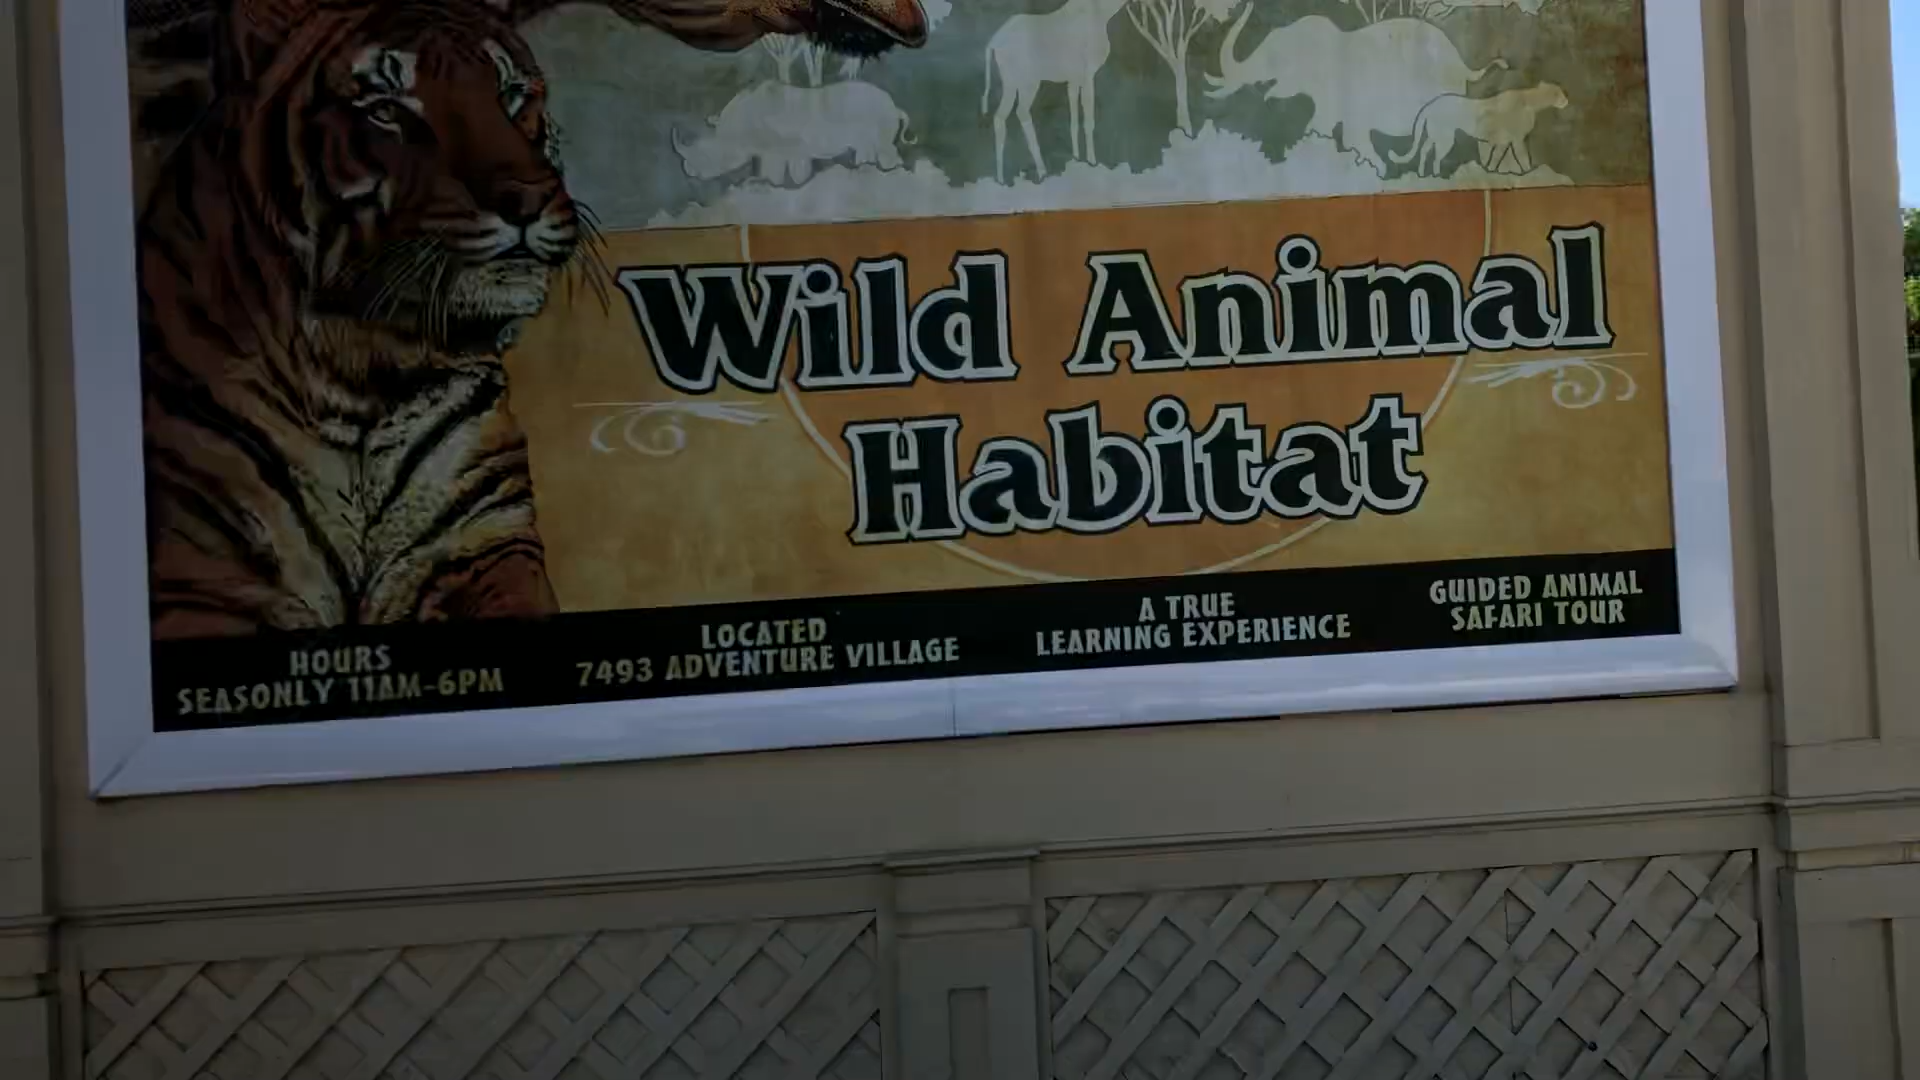 Wild Animal
Habitat
HOURS
SEASONLY 11AM-6PM
LOCATED
7493 ADVENTURE VILLAGE
A TRUE
LEARNING EXPERIENCE
GUIDED ANIMAL
SAFARI TOUR